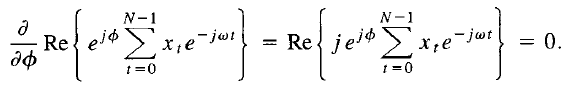 ∂/∂ϕ Re { e^{jϕ} ∑_{t=0}^{N−1} x_t e^{−jωt} } = Re { j e^{jϕ} ∑_{t=0}^{N−1} x_t e^{−jωt} } = 0.